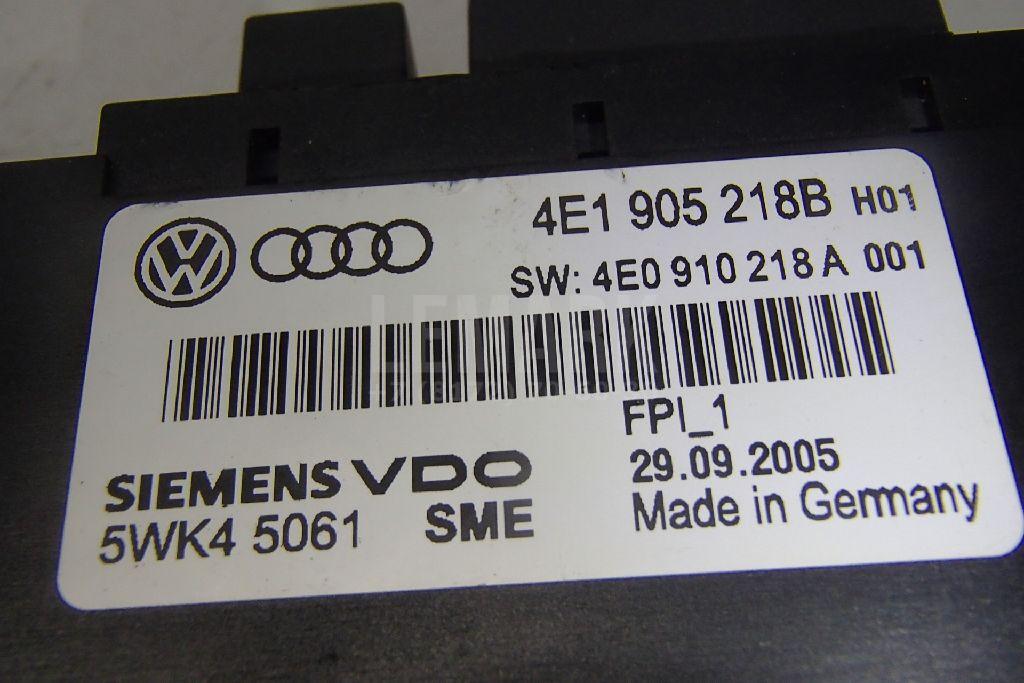 4E1 905 218B H01
SW: 4E0 910 218 A 001
LEMARK
FPI_1
29.09.2005
SIEMENS VDO
Made in Germany
5WK4 5061 SME